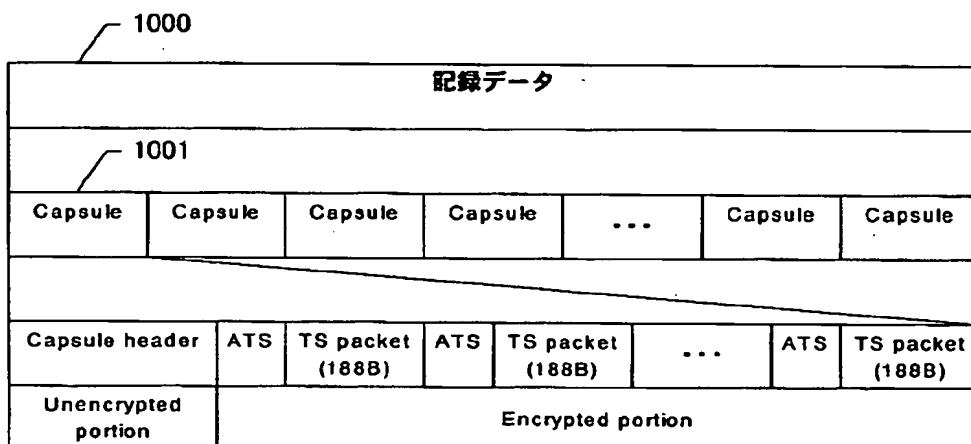 1000
記録データ
1001
Capsule Capsule Capsule Capsule ... Capsule Capsule
Capsule header ATS TS packet (188B) ATS TS packet (188B) ... ATS TS packet (188B)
Unencrypted portion Encrypted portion